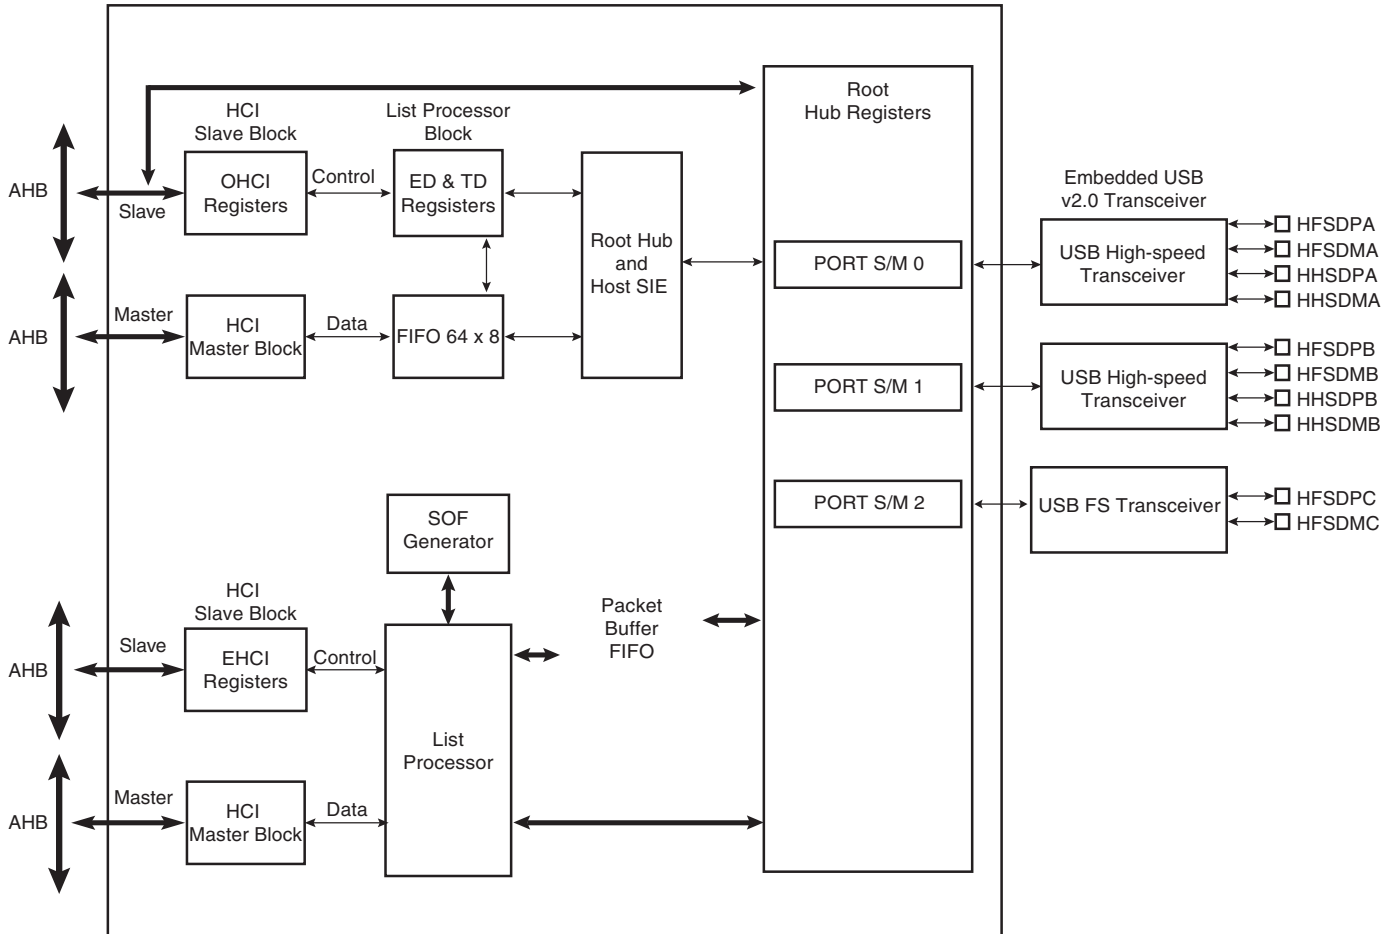 Root
Hub Registers
HCI
Slave Block
List Processor
Block
AHB
Slave
OHCI
Registers
Control
ED & TD
Regsisters
Root Hub
and
Host SIE
AHB
Master
HCI
Master Block
Data
FIFO 64 x 8
PORT S/M 0
PORT S/M 1
PORT S/M 2
Embedded USB
v2.0 Transceiver
USB High-speed
Transceiver
HFSDPA
HFSDMA
HHSDPA
HHSDMA
USB High-speed
Transceiver
HFSDPB
HFSDMB
HHSDPB
HHSDMB
USB FS Transceiver
HFSDPC
HFSDMC
SOF
Generator
HCI
Slave Block
AHB
Slave
EHCI
Registers
Control
Packet
Buffer
FIFO
List
Processor
AHB
Master
HCI
Master Block
Data